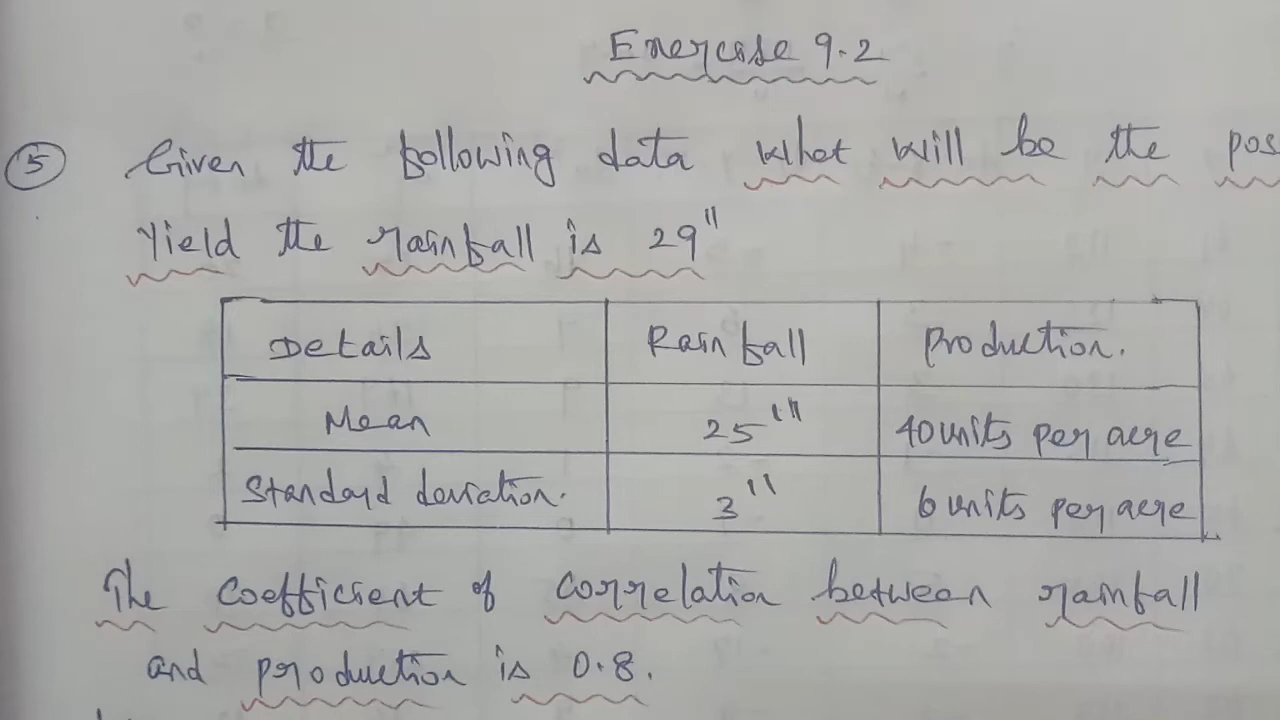 Exercise 9.2
5 Given the following data what will be the pos
Yield the rainfall is 29"
Details Rainfall Production.
Mean 25" 40 units per acre
Standard deviation. 3" 6 units per acre
The coefficient of correlation between rainfall
and production is 0.8.